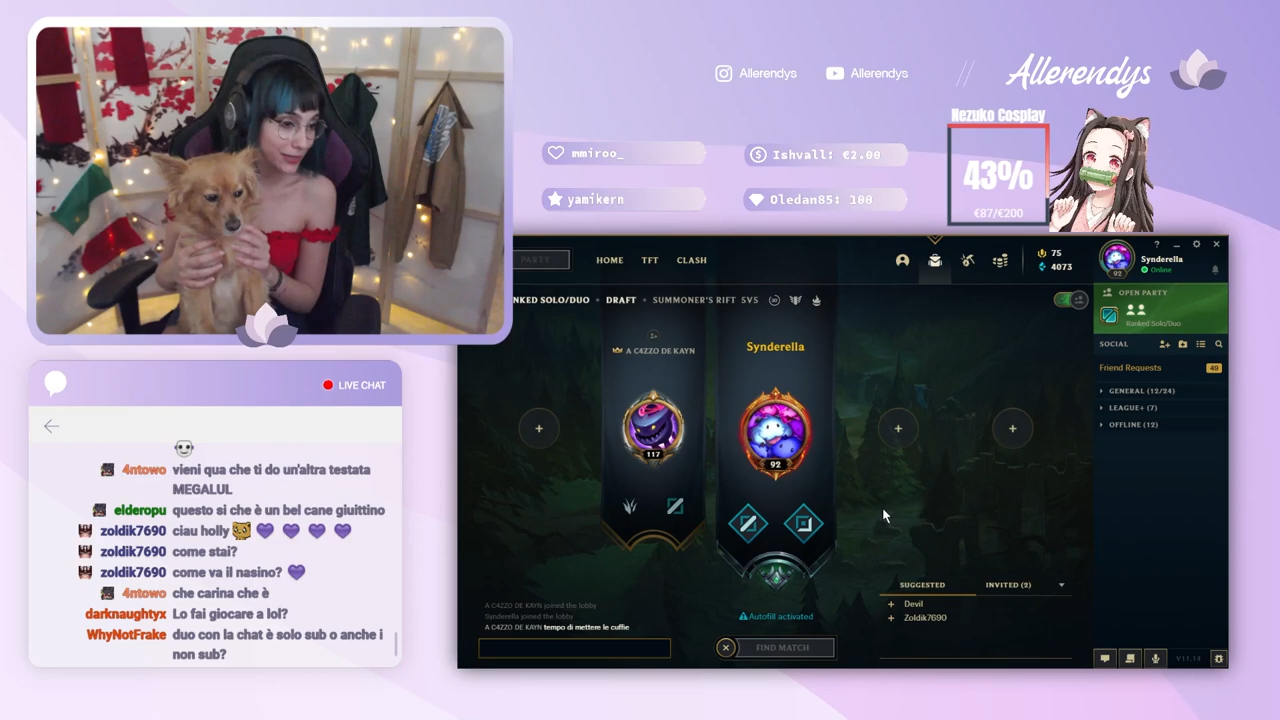 Allerendys
Allerendys
Allerendys
Nezuko Cosplay
43%
€87/€200
mmiroo_
Ishvall: €2.00
yamikern
Oledan85: 100
PARTY
HOME
TFT
CLASH
75
4073
92
Synderella
Online
NKED SOLO/DUO • DRAFT • SUMMONER'S RIFT 5V5
OPEN PARTY
Ranked Solo/Duo
SOCIAL
Friend Requests
49
GENERAL (12/24)
LEAGUE+ (7)
OFFLINE (12)
A C4ZZO DE KAYN
117
Synderella
92
Autofill activated
FIND MATCH
A C4ZZO DE KAYN joined the lobby
Synderella joined the lobby
A C4ZZO DE KAYN tempo di mettere le cuffie
SUGGESTED
INVITED (2)
Devil
Zoldik7690
V11.14
LIVE CHAT
4ntowo vieni qua che ti do un'altra testata
MEGALUL
elderopu questo si che è un bel cane giuittino
zoldik7690 ciau holly
zoldik7690 come stai?
zoldik7690 come va il nasino?
4ntowo che carina che è
darknaughtyx Lo fai giocare a lol?
WhyNotFrake duo con la chat è solo sub o anche i
non sub?